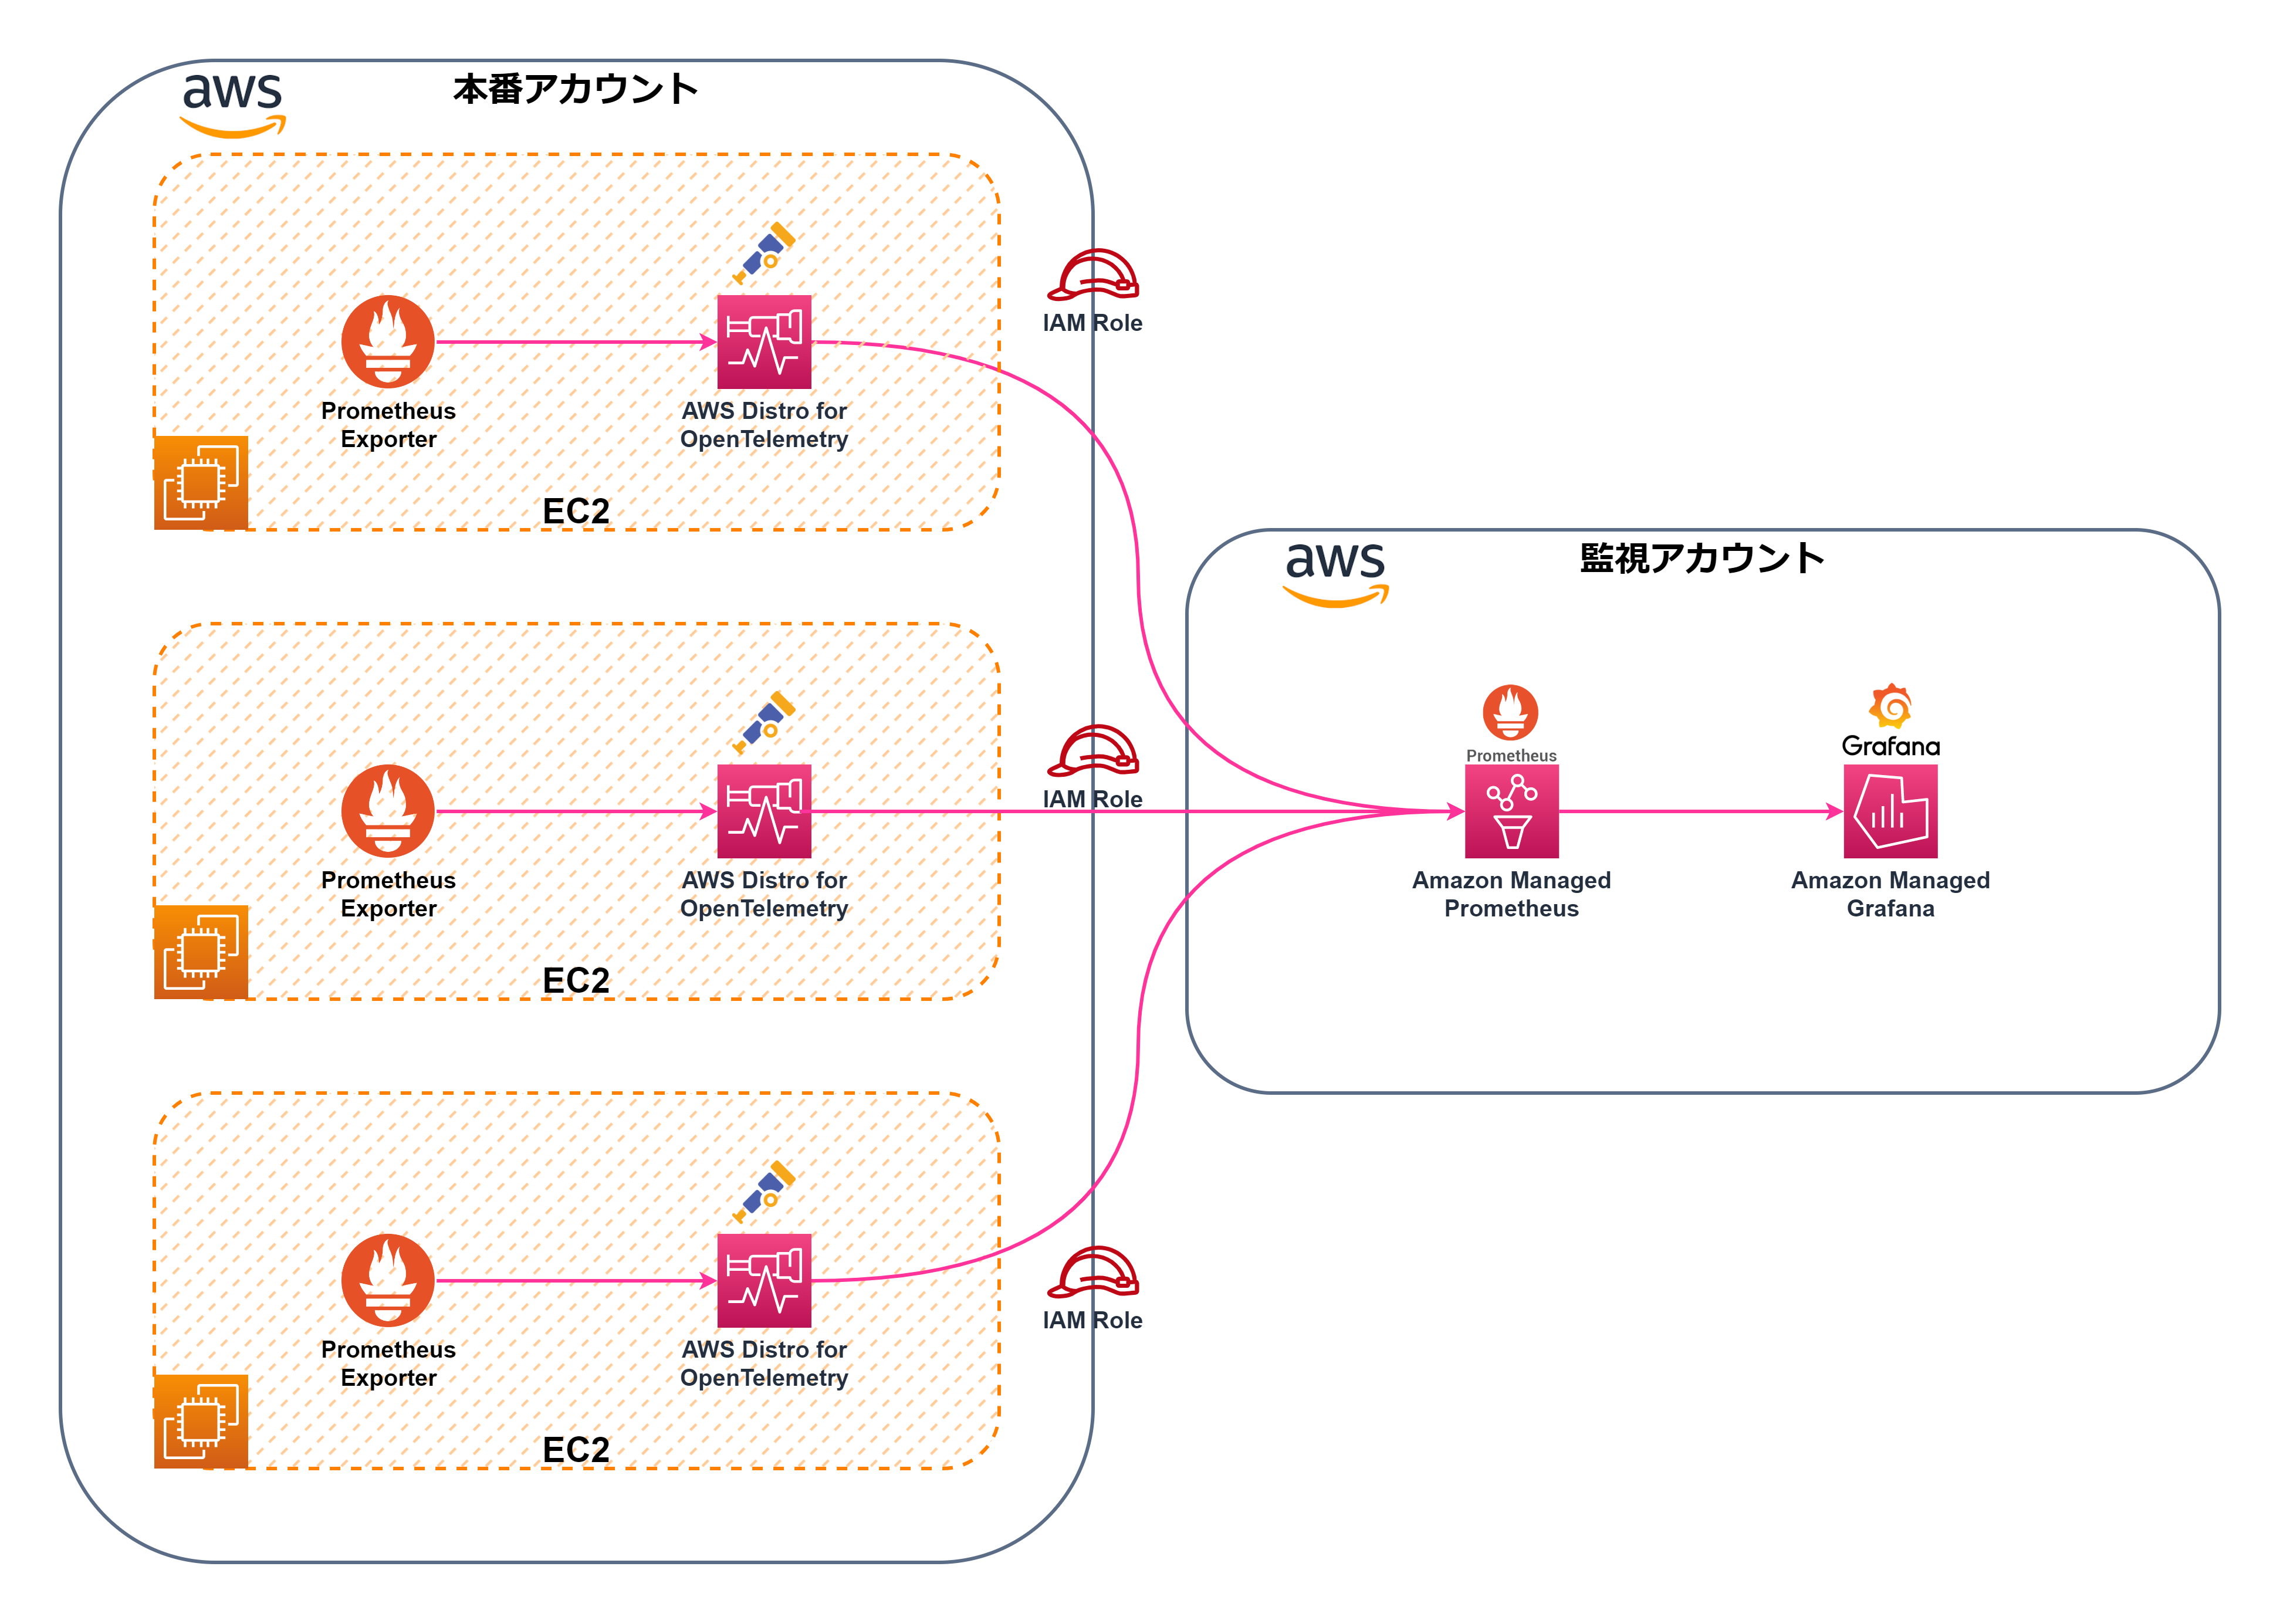 aws
本番アカウント
IAM Role
Prometheus
Exporter
AWS Distro for
OpenTelemetry
EC2
aws
監視アカウント
Prometheus
Grafana
IAM Role
Prometheus
Exporter
AWS Distro for
OpenTelemetry
Amazon Managed
Prometheus
Amazon Managed
Grafana
EC2
IAM Role
Prometheus
Exporter
AWS Distro for
OpenTelemetry
EC2